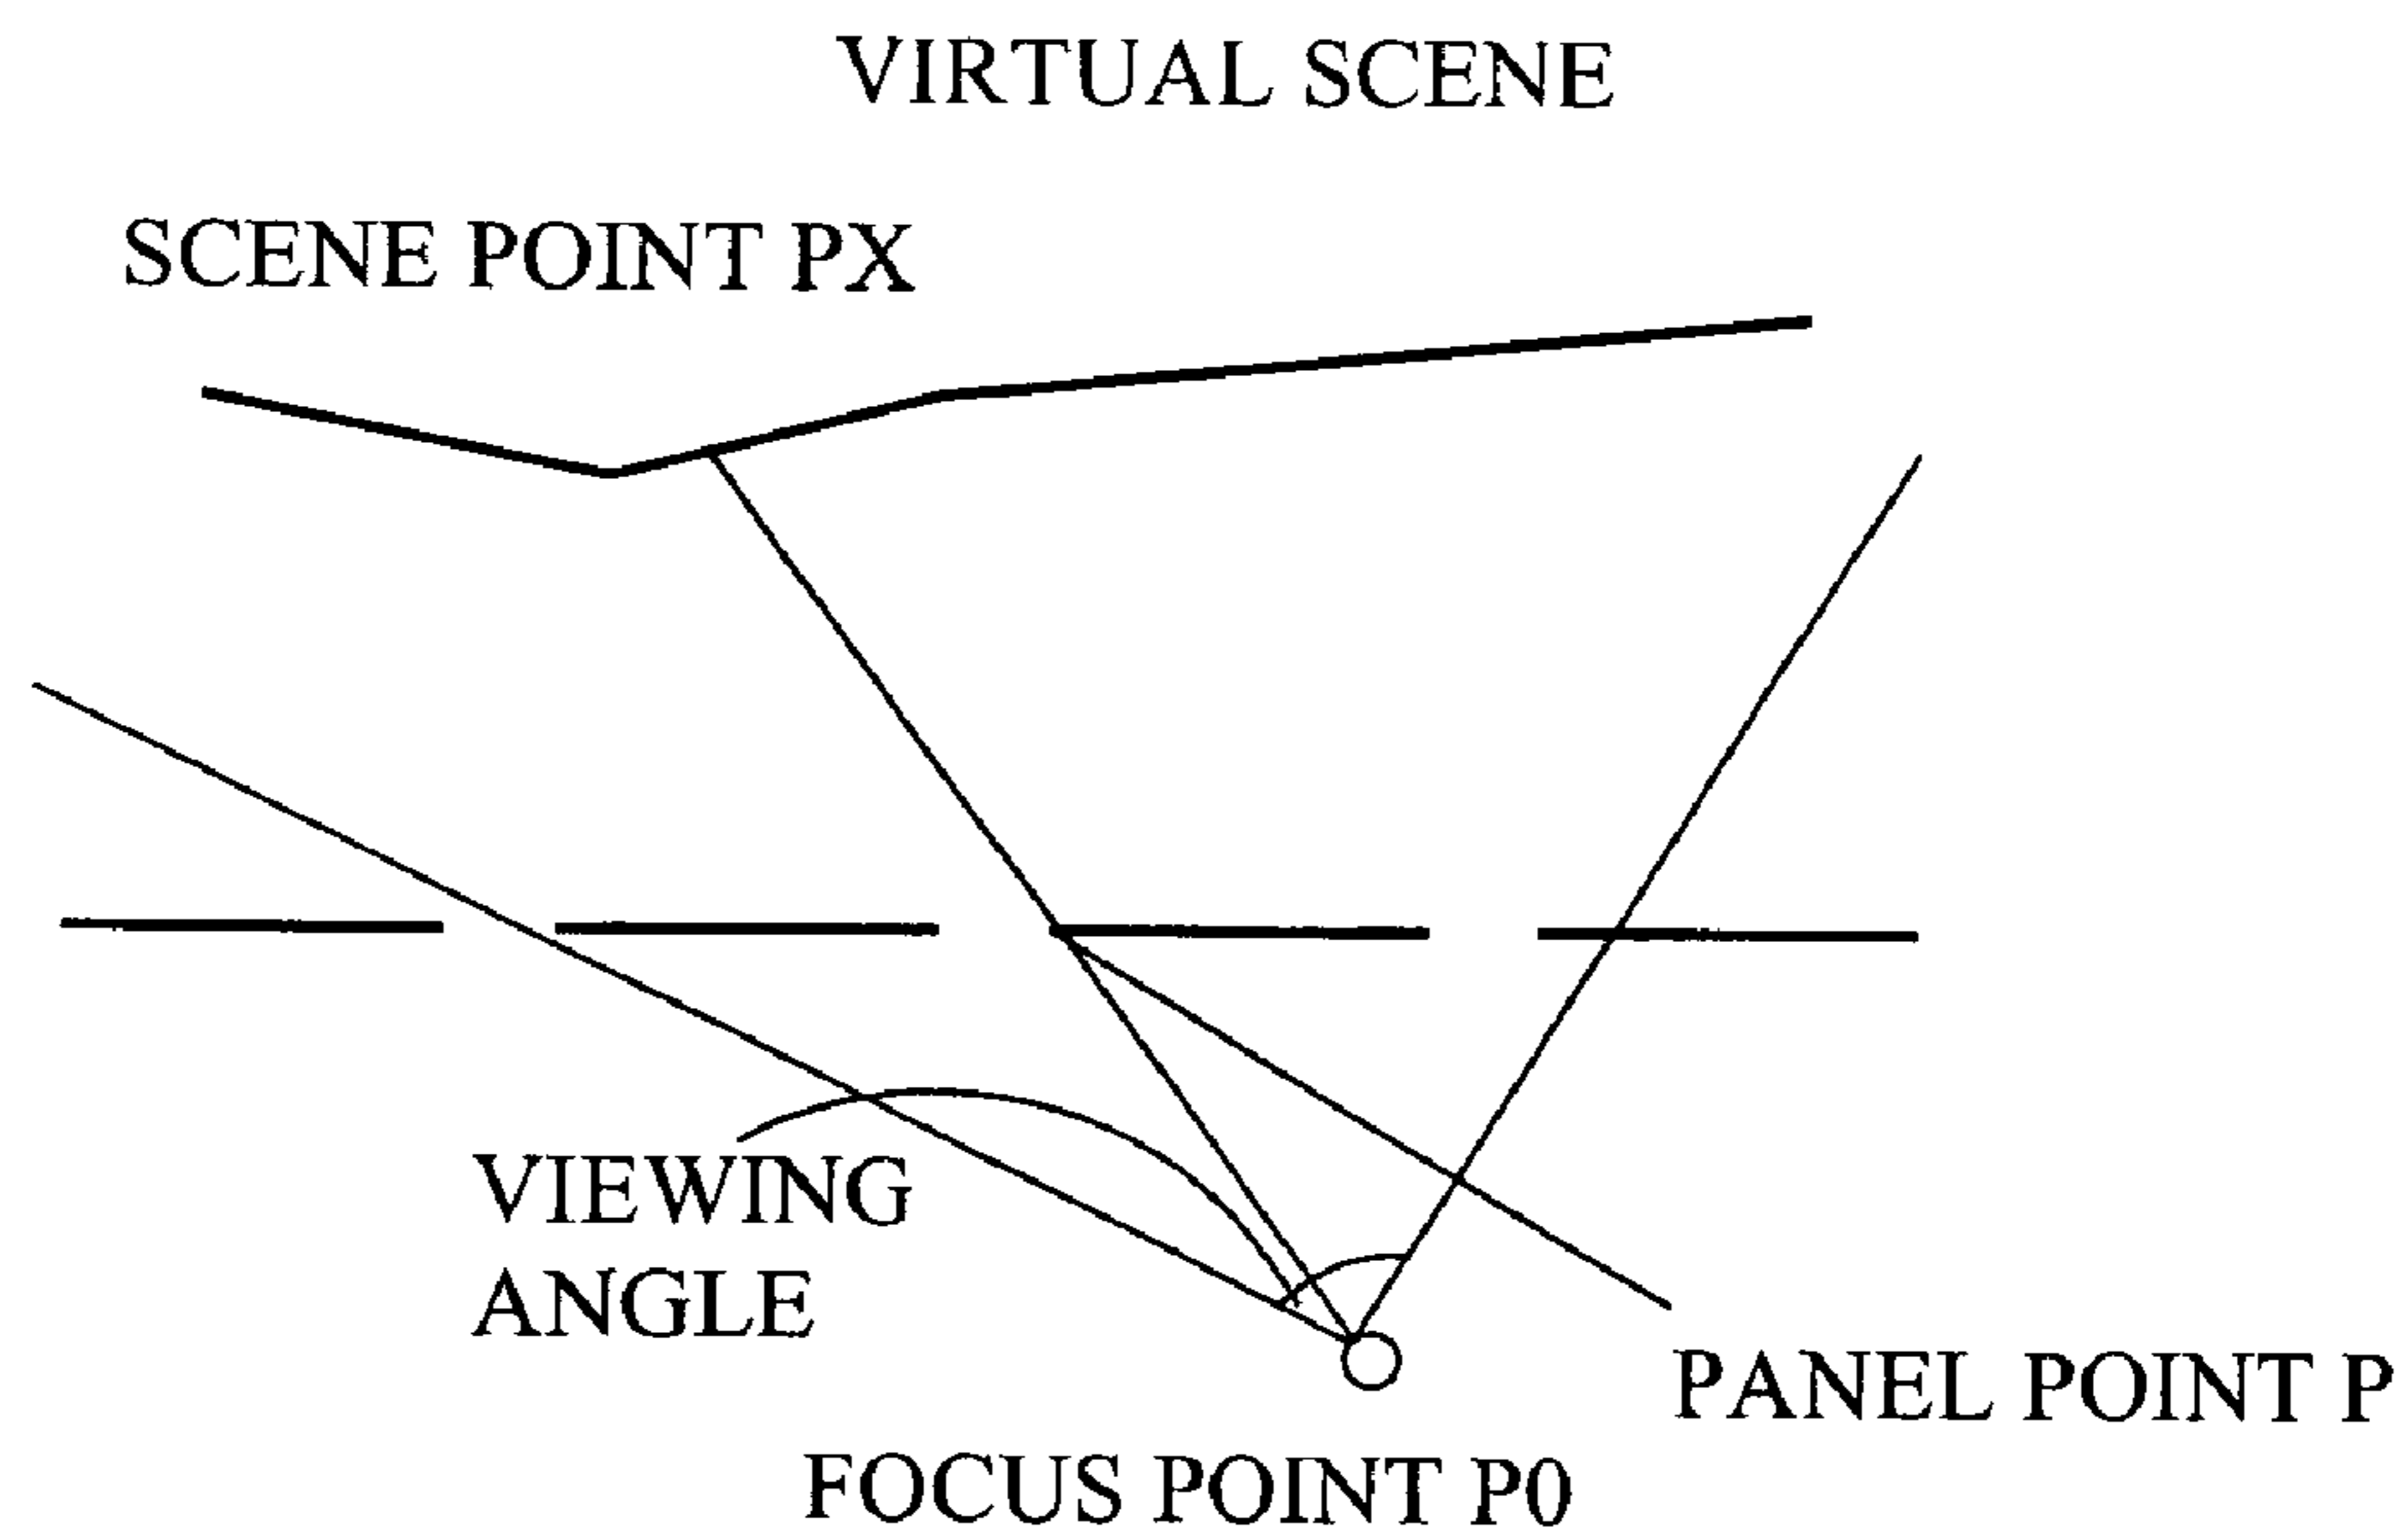 VIRTUAL SCENE
SCENE POINT PX
VIEWING
ANGLE
PANEL POINT P
FOCUS POINT P0